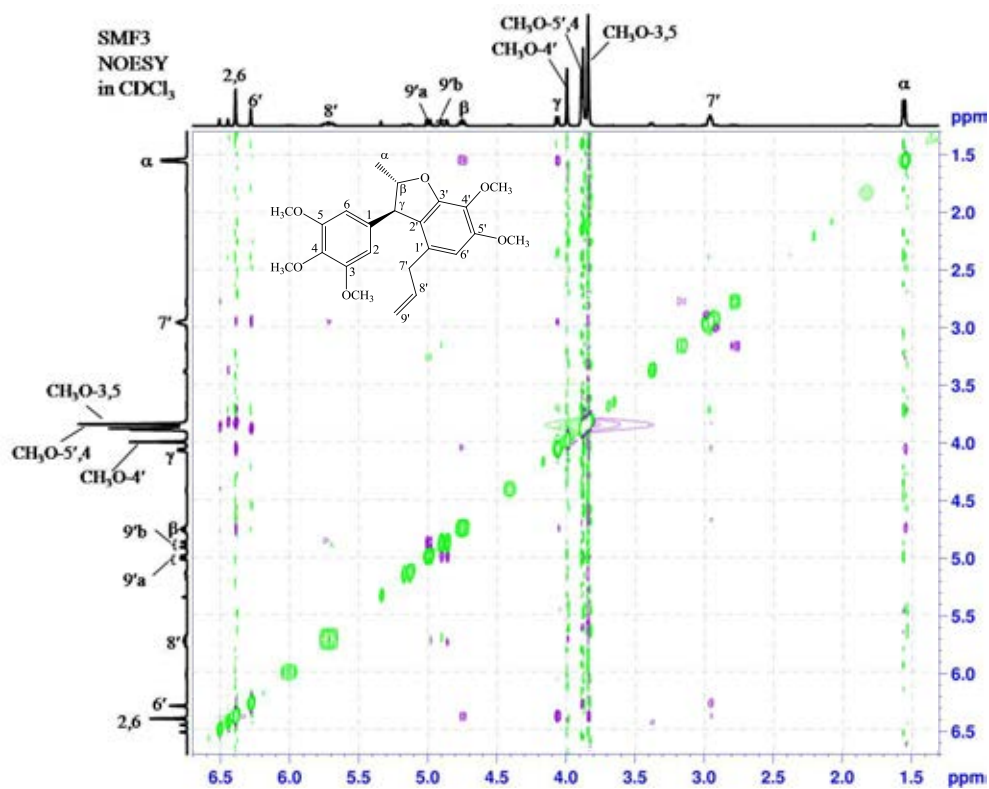 SMF3
NOESY
in CDCl₃
CH₃O-5′,4
CH₃O-4′
CH₃O-3,5
2,6
6′
8′
9′a
9′b
β
γ
7′
α
ppm
α
7′
CH₃O-3,5
CH₃O-5′,4
CH₃O-4′
γ
β
9′b
9′a
8′
6′
2,6
α
β
O
3′
4′
OCH₃
γ
2′
5′
OCH₃
1′
6′
7′
8′
9′
6
1
5
H₃CO
4
2
H₃CO
3
OCH₃
1.5
2.0
2.5
3.0
3.5
4.0
4.5
5.0
5.5
6.0
6.5
6.5 6.0 5.5 5.0 4.5 4.0 3.5 3.0 2.5 2.0 1.5 ppm